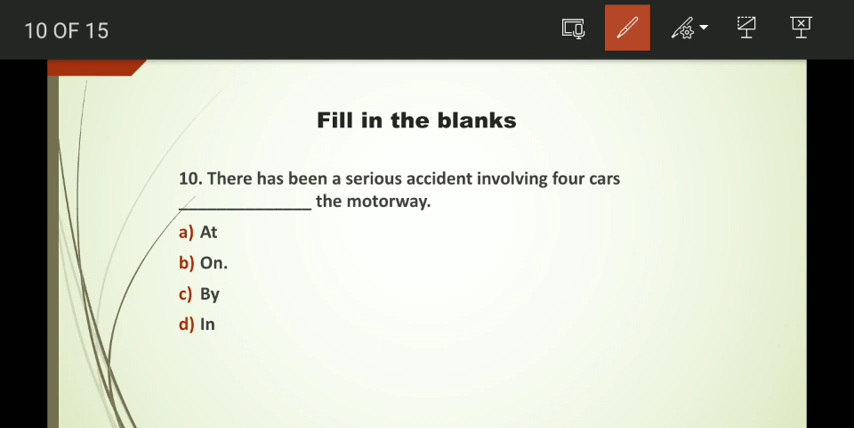 10 OF 15
Fill in the blanks
10. There has been a serious accident involving four cars
______________ the motorway.
a) At
b) On.
c) By
d) In